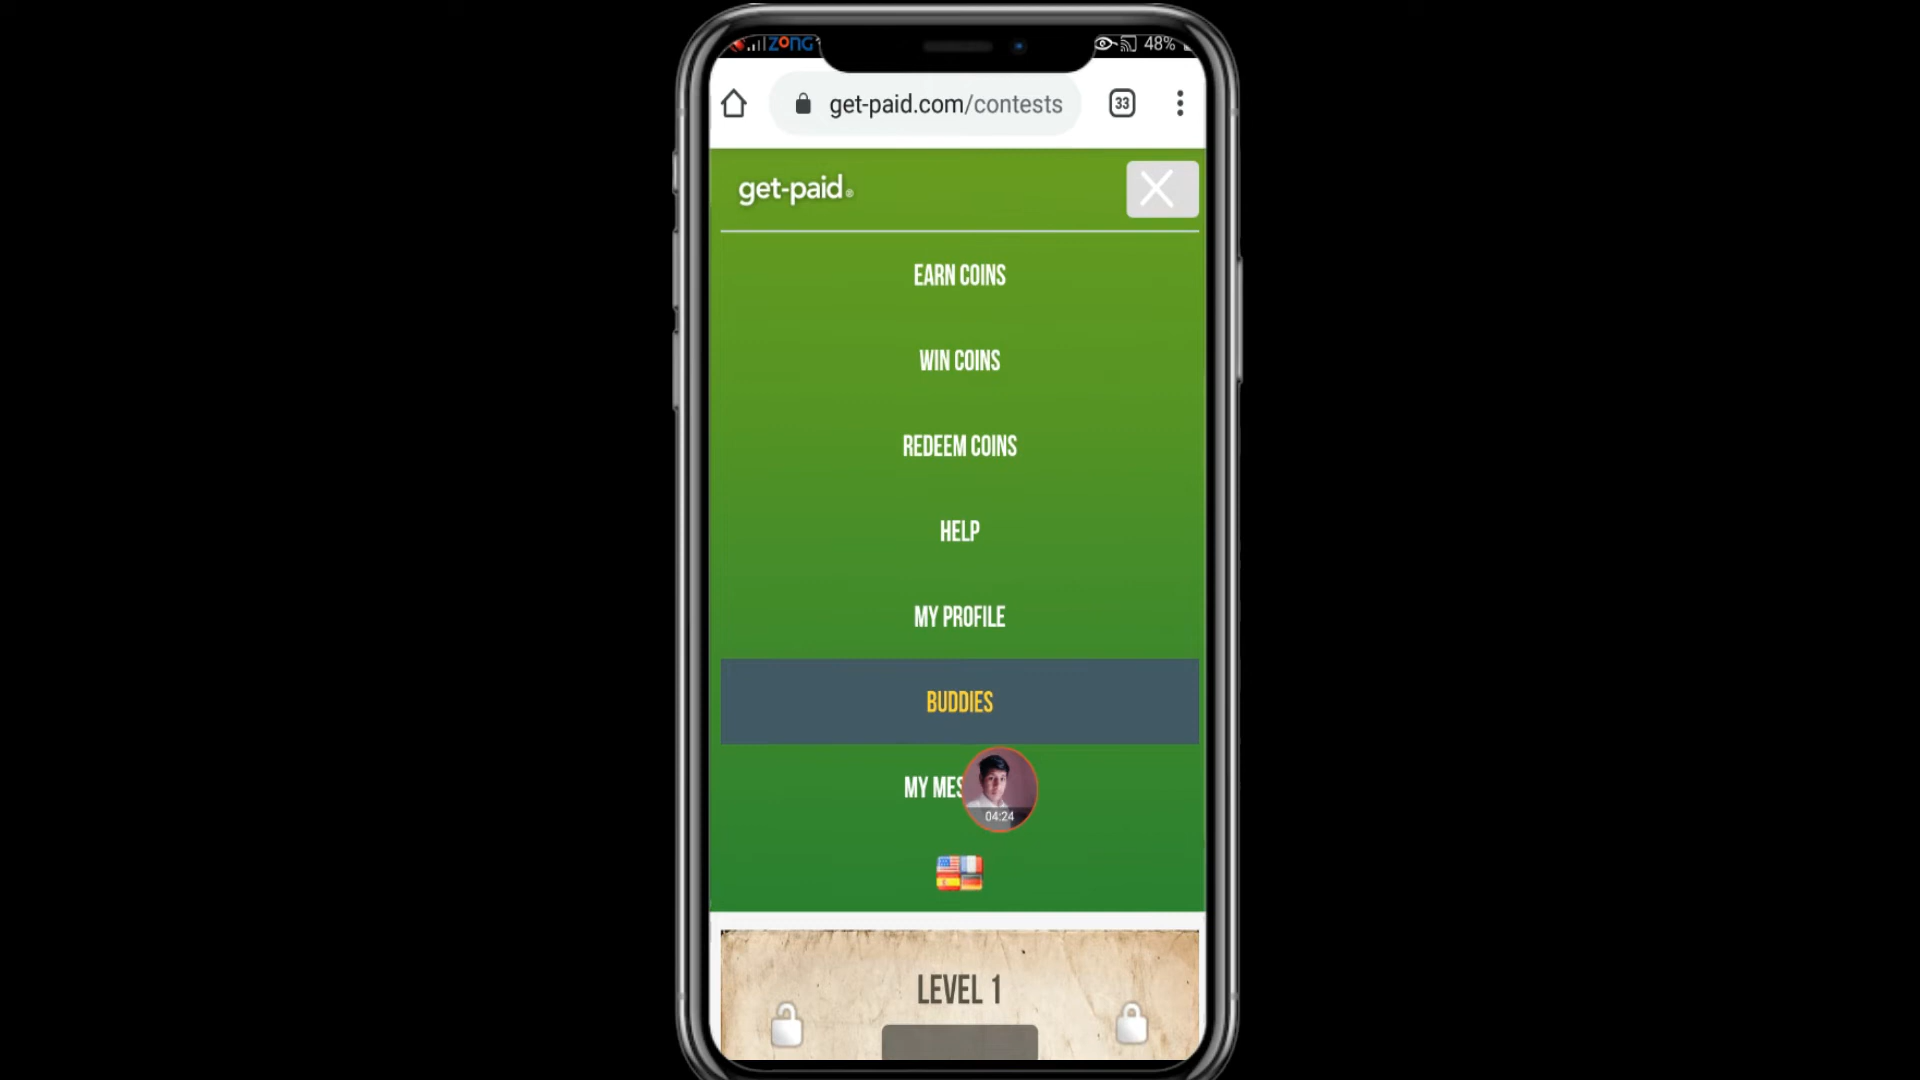 ZONG
48%
get-paid.com/contests
33
get-paid®
EARN COINS
WIN COINS
REDEEM COINS
HELP
MY PROFILE
BUDDIES
MY MES
04:24
LEVEL 1